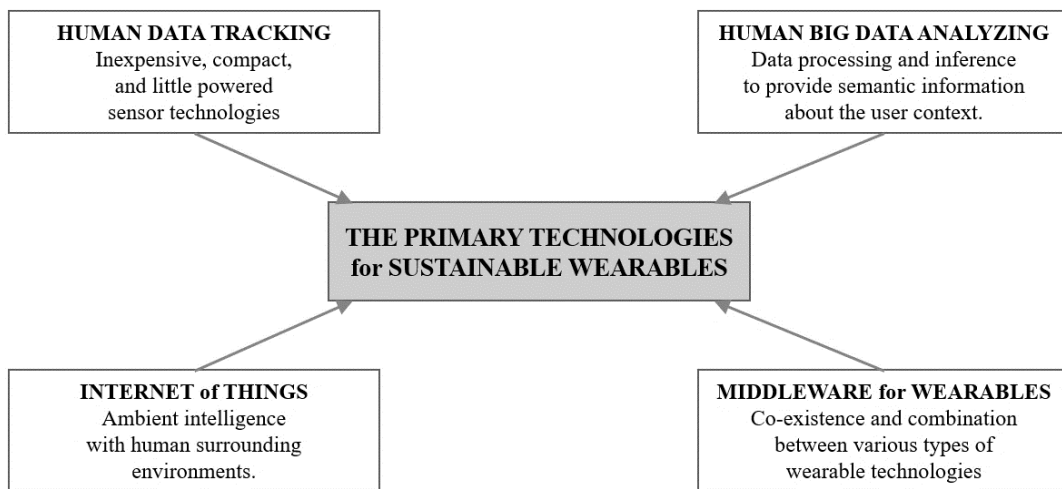 HUMAN DATA TRACKING
Inexpensive, compact,
and little powered
sensor technologies
HUMAN BIG DATA ANALYZING
Data processing and inference
to provide semantic information
about the user context.
THE PRIMARY TECHNOLOGIES
for SUSTAINABLE WEARABLES
INTERNET of THINGS
Ambient intelligence
with human surrounding
environments.
MIDDLEWARE for WEARABLES
Co-existence and combination
between various types of
wearable technologies